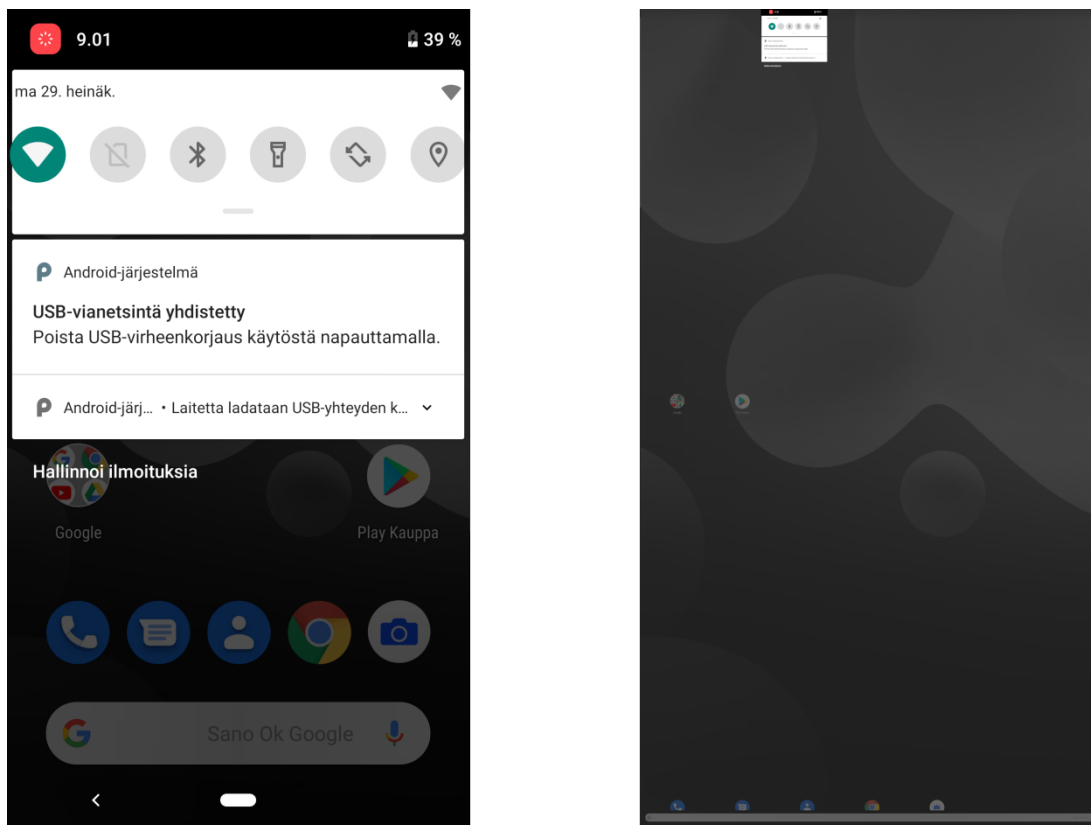 9.01
39 %
ma 29. heinäk.
Android-järjestelmä
USB-vianetsintä yhdistetty
Poista USB-virheenkorjaus käytöstä napauttamalla.
Android-järj... • Laitetta ladataan USB-yhteyden k...
Hallinnoi ilmoituksia
Google
Play Kauppa
Sano Ok Google